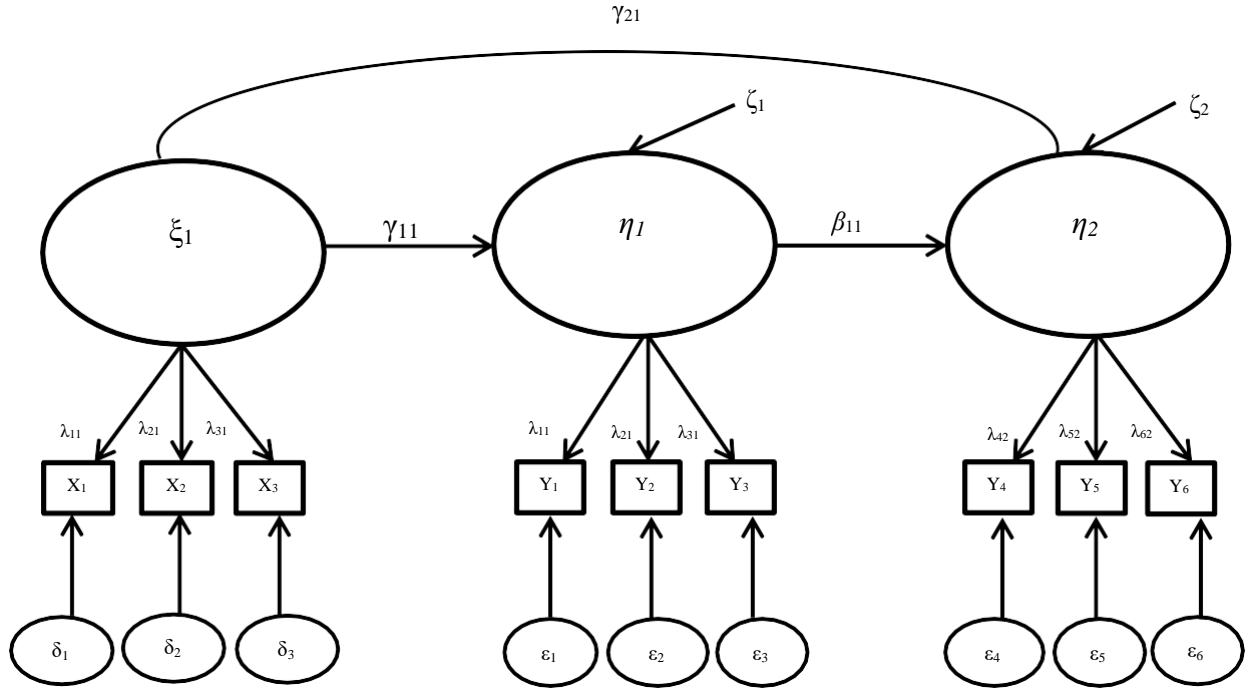 γ₂₁
ζ₁
ζ₂
ξ₁
γ₁₁
η₁
β₁₁
η₂
λ₁₁ λ₂₁ λ₃₁
λ₁₁ λ₂₁ λ₃₁
λ₄₂ λ₅₂ λ₆₂
X₁ X₂ X₃
Y₁ Y₂ Y₃
Y₄ Y₅ Y₆
δ₁ δ₂ δ₃
ε₁ ε₂ ε₃
ε₄ ε₅ ε₆